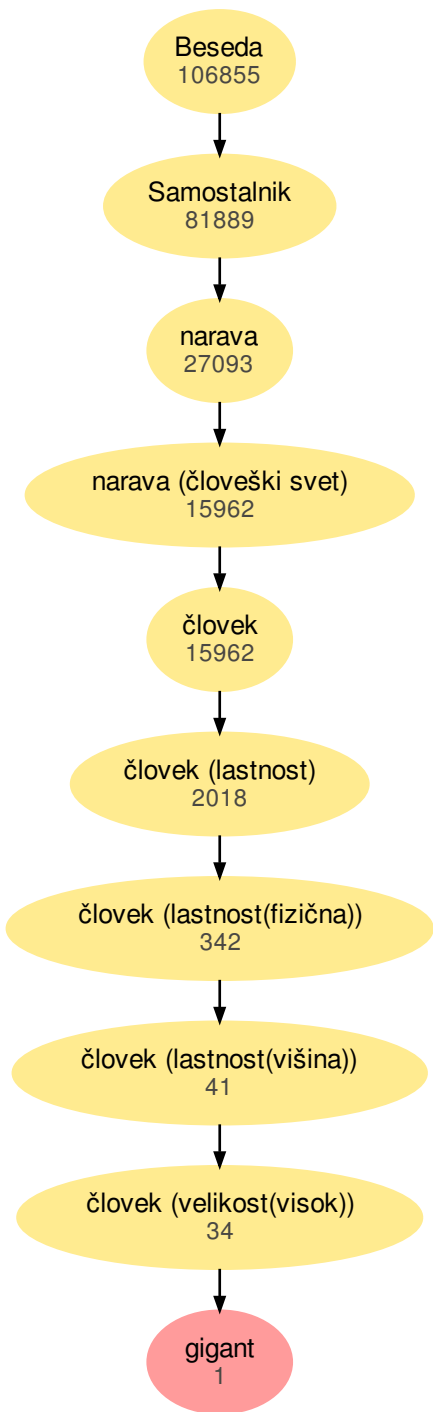 Beseda
106855
Samostalnik
81889
narava
27093
narava (človeški svet)
15962
človek
15962
človek (lastnost)
2018
človek (lastnost(fizična))
342
človek (lastnost(višina))
41
človek (velikost(visok))
34
gigant
1